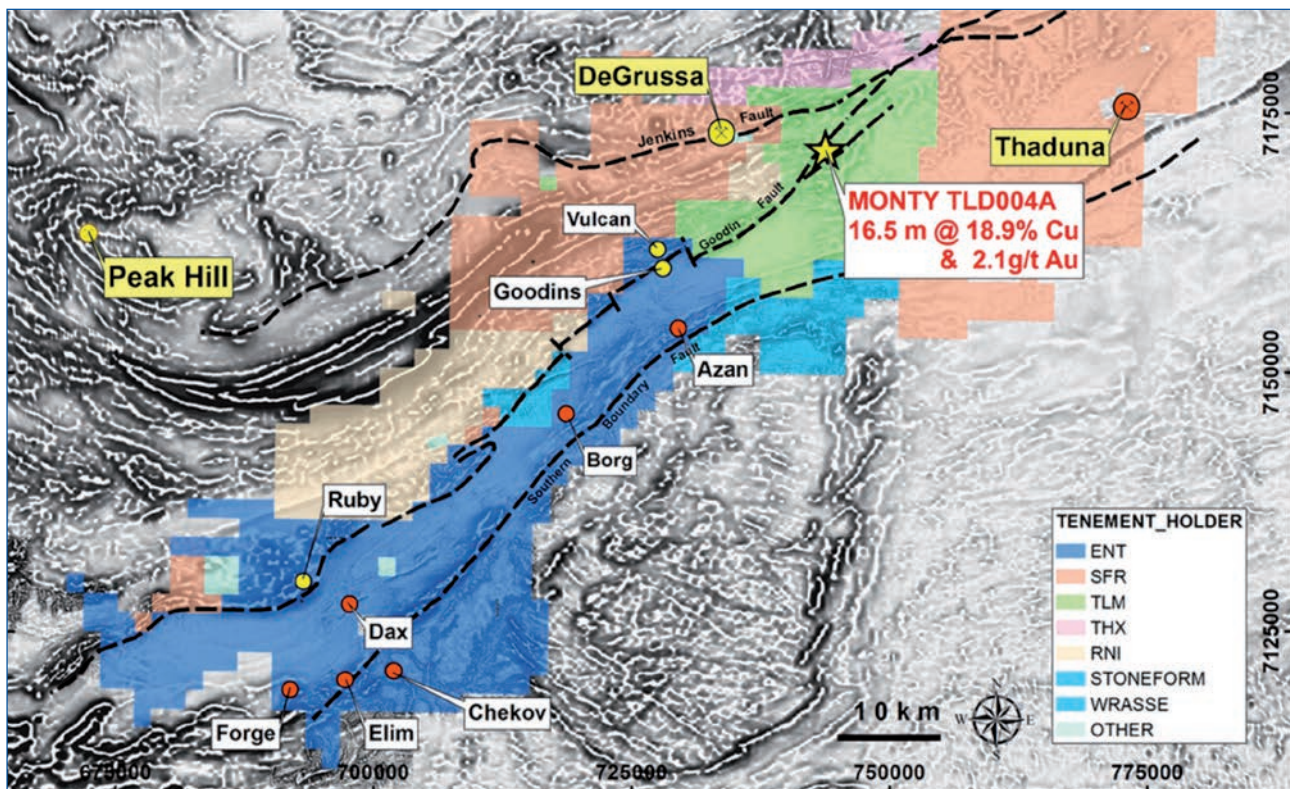 DeGrussa
Thaduna
Peak Hill
Jenkins Fault
Goodin Fault
MONTY TLD004A
16.5 m @ 18.9% Cu
& 2.1g/t Au
Vulcan
Goodins
Azan
Borg
Southern Boundary Fault
Ruby
Dax
Forge
Elim
Chekov
TENEMENT_HOLDER
ENT
SFR
TLM
THX
RNI
STONEFORM
WRASSE
OTHER
10 km
N
W E
S
7175000
7150000
7125000
675000 700000 725000 750000 775000